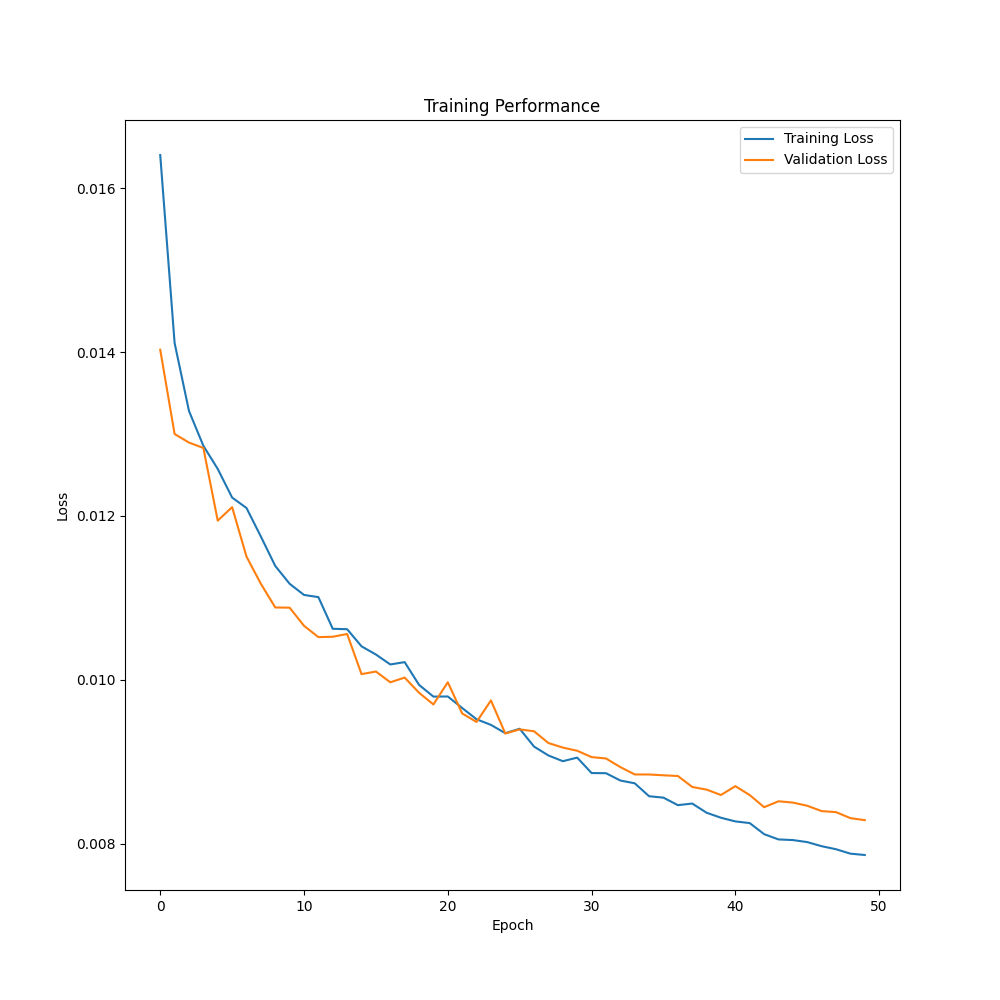 Training Performance
Training Loss
Validation Loss
0.016
0.014
0.012
0.010
0.008
Loss
0 10 20 30 40 50
Epoch